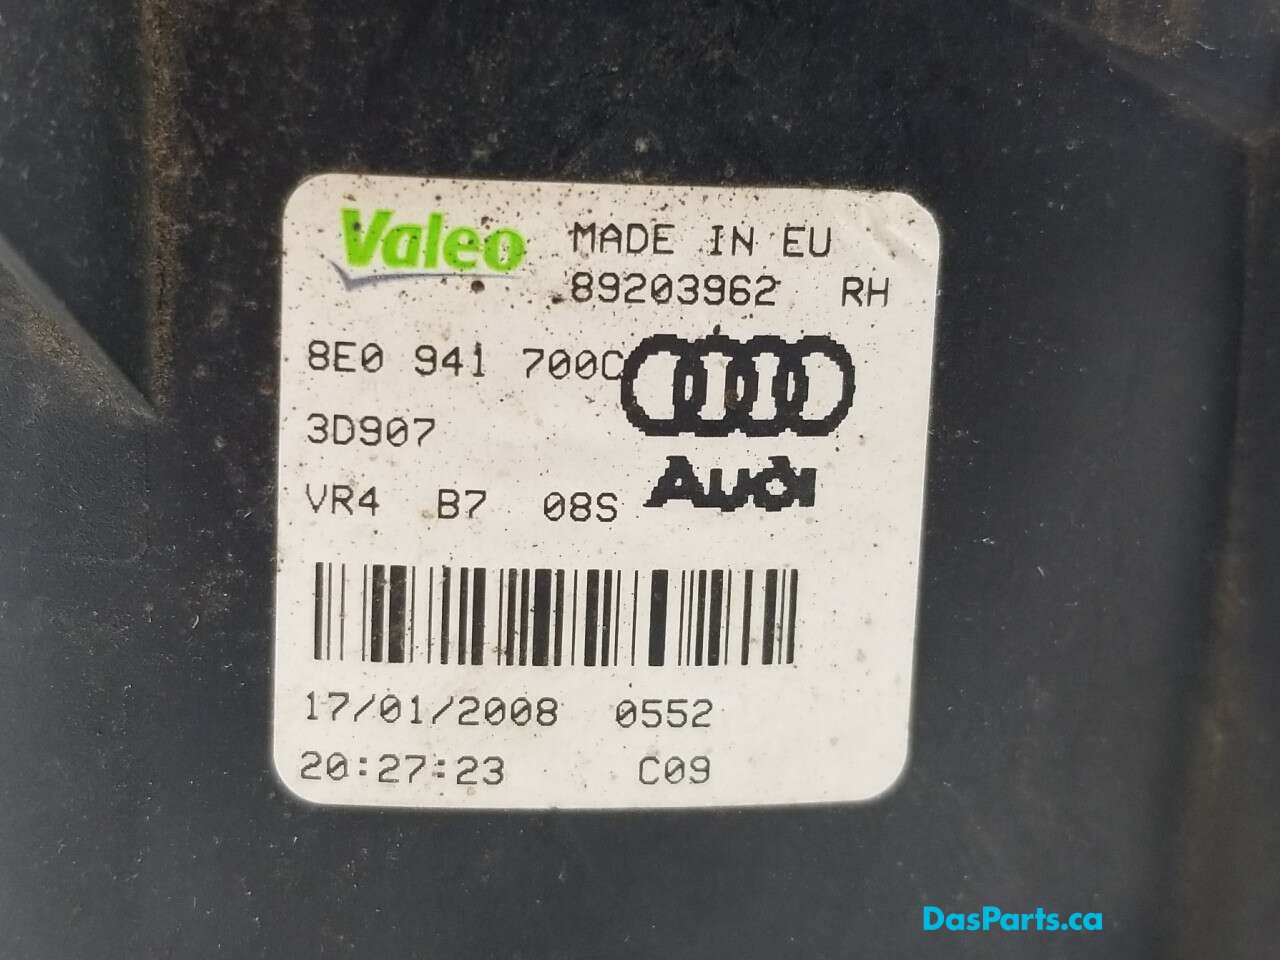 Valeo MADE IN EU
89203962 RH
8E0 941 700C
3D907
Audi
VR4 B7 08S
17/01/2008 0552
20:27:23 C09
DasParts.ca